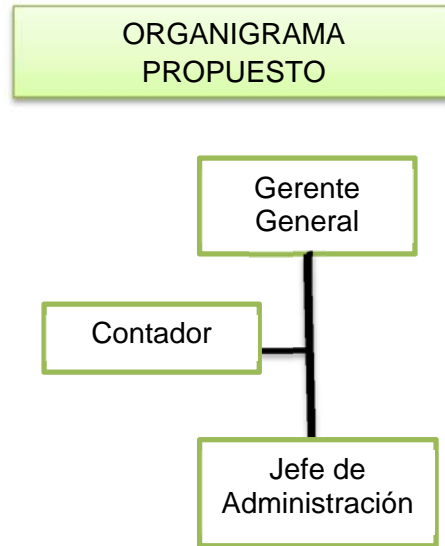 ORGANIGRAMA
PROPUESTO
Gerente
General
Contador
Jefe de
Administración